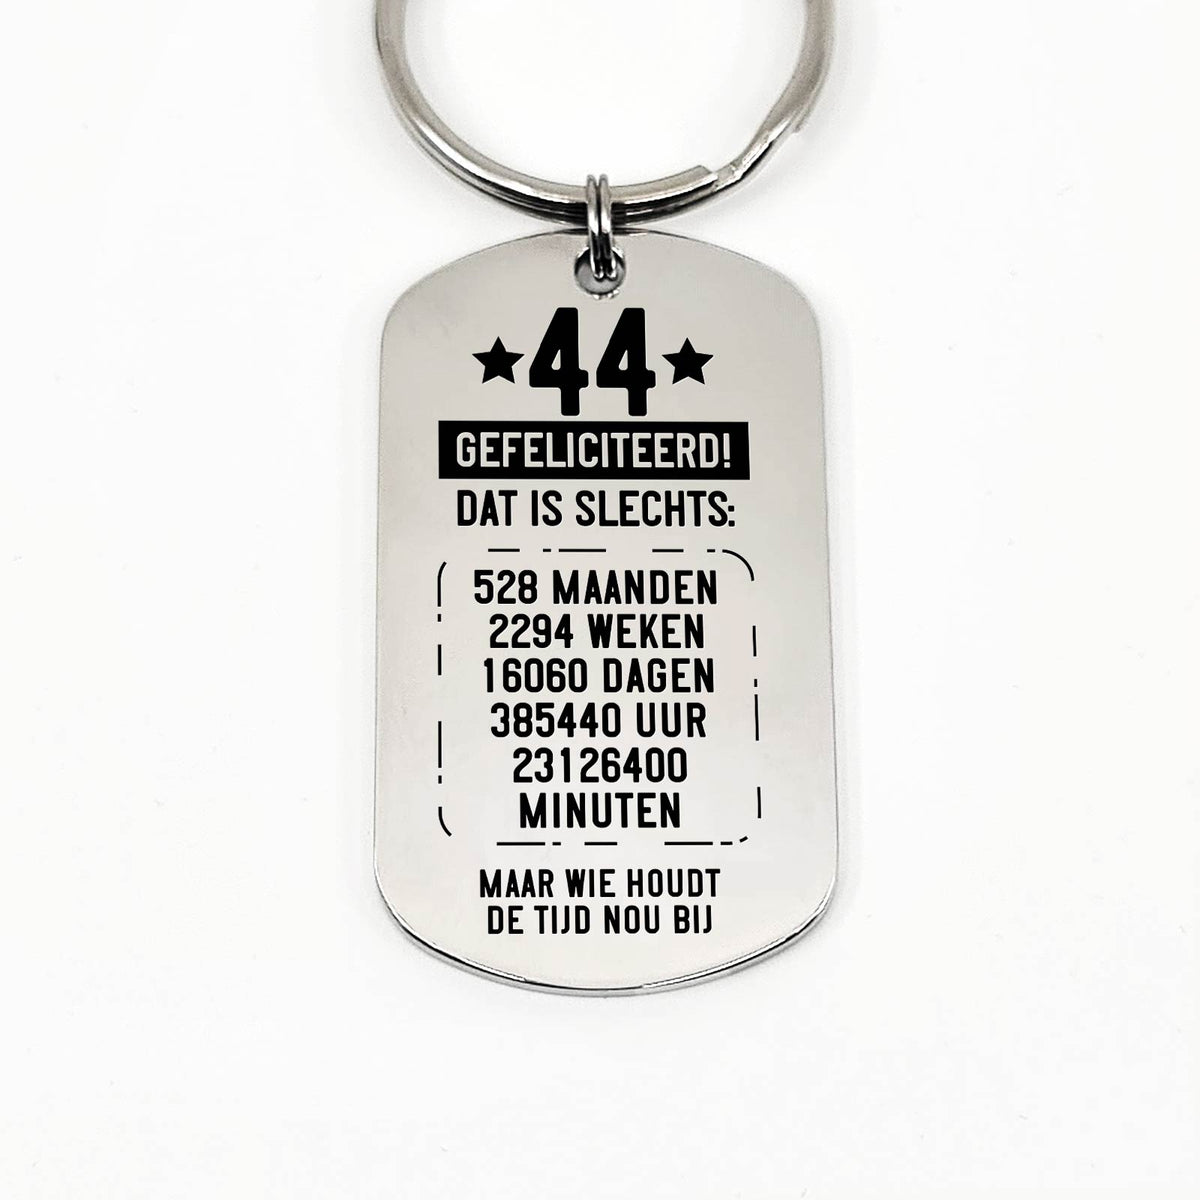 ★44★
GEFELICITEERD!
DAT IS SLECHTS:
528 MAANDEN
2294 WEKEN
16060 DAGEN
385440 UUR
23126400
MINUTEN
MAAR WIE HOUDT
DE TIJD NOU BIJ